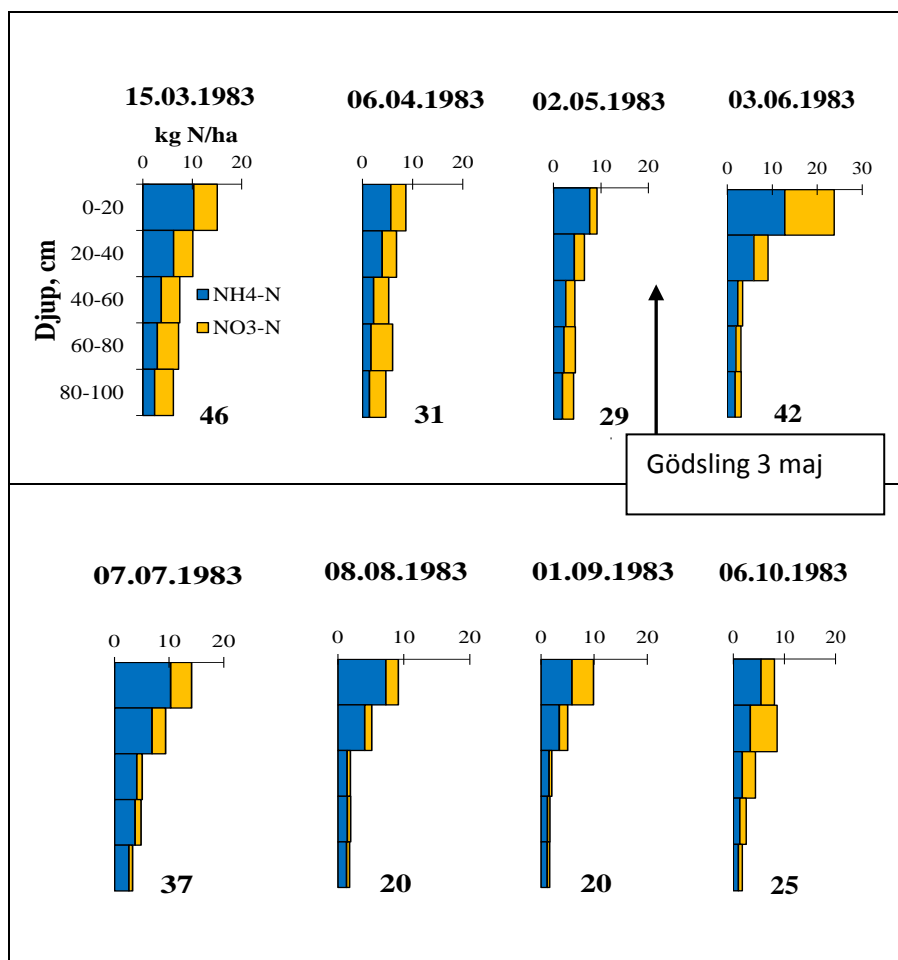 15.03.1983 06.04.1983 02.05.1983 03.06.1983
kg N/ha
0 10 20 0 10 20 0 10 20 0 10 20 30
Djup, cm
0-20
20-40
40-60
60-80
80-100
NH4-N
NO3-N
46 31 29 42
Gödsling 3 maj
07.07.1983 08.08.1983 01.09.1983 06.10.1983
0 10 20 0 10 20 0 10 20 0 10 20
37 20 20 25